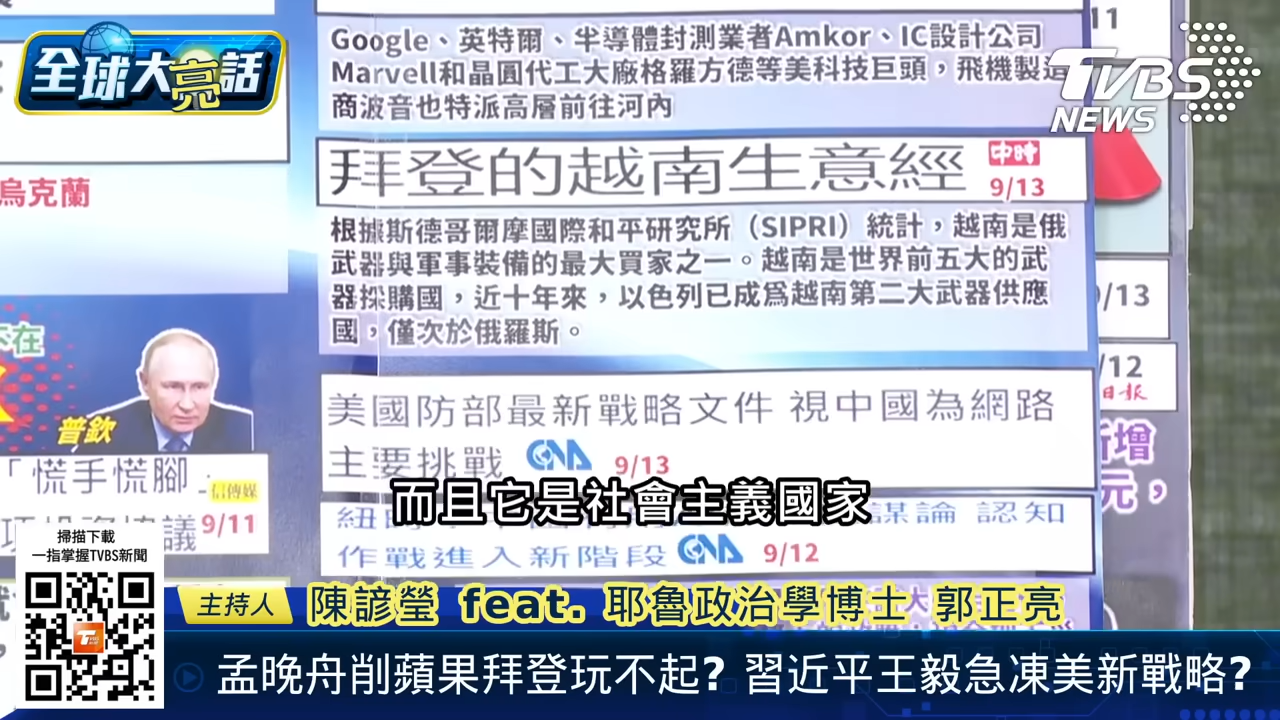 全球大亮話
TVBS
NEWS
11
Google、英特爾、半導體封測業者Amkor、IC設計公司
Marvell和晶圓代工大廠格羅方德等美科技巨頭,飛機製造
商波音也特派高層前往河內
拜登的越南生意經
中時
9/13
根據斯德哥爾摩國際和平研究所(SIPRI)統計,越南是俄
武器與軍事裝備的最大買家之一。越南是世界前五大的武
器採購國,近十年來,以色列已成為越南第二大武器供應
國,僅次於俄羅斯。
烏克蘭
不在
普欽
「慌手慌腳」
信傳媒
9/11
美國防部最新戰略文件 視中國為網路
主要挑戰
CNA
9/13
謀論 認知
作戰進入新階段
CNA
9/12
/13
/12
日報
新增
元,
而且它是社會主義國家
掃描下載
一指掌握TVBS新聞
主持人
陳諺瑩 feat. 耶魯政治學博士 郭正亮
孟晚舟削蘋果拜登玩不起? 習近平王毅急凍美新戰略?